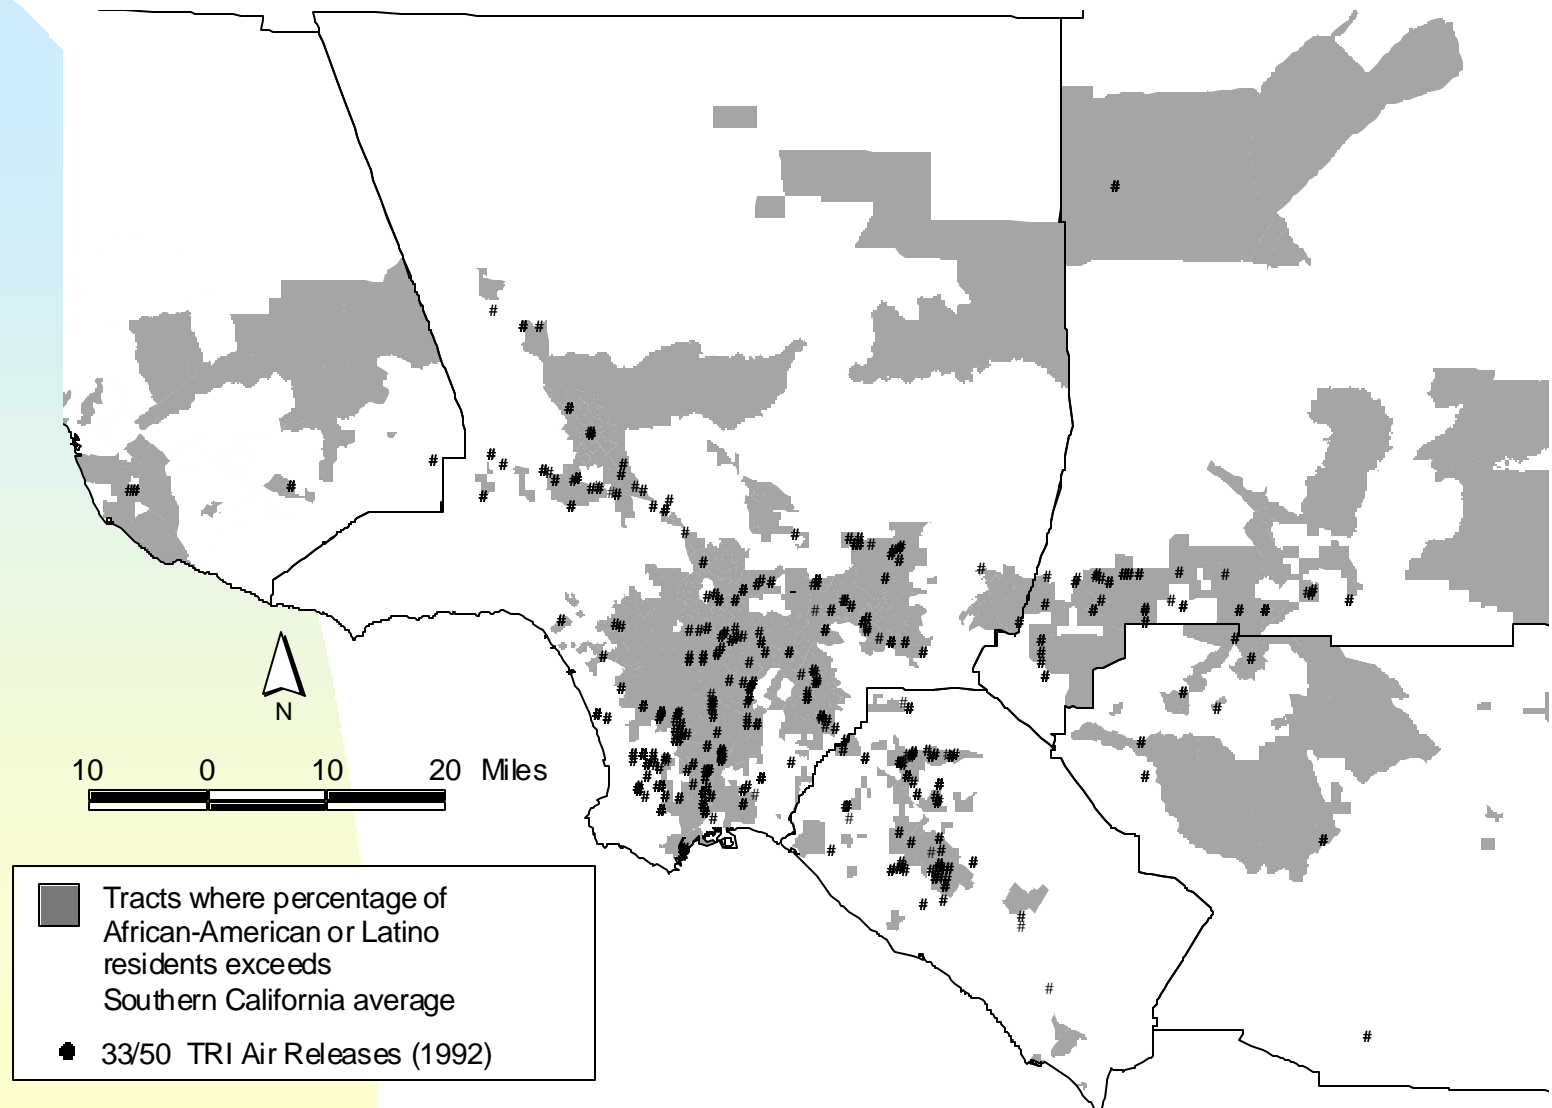 N
10 0 10 20 Miles
Tracts where percentage of
African-American or Latino
residents exceeds
Southern California average
33/50 TRI Air Releases (1992)